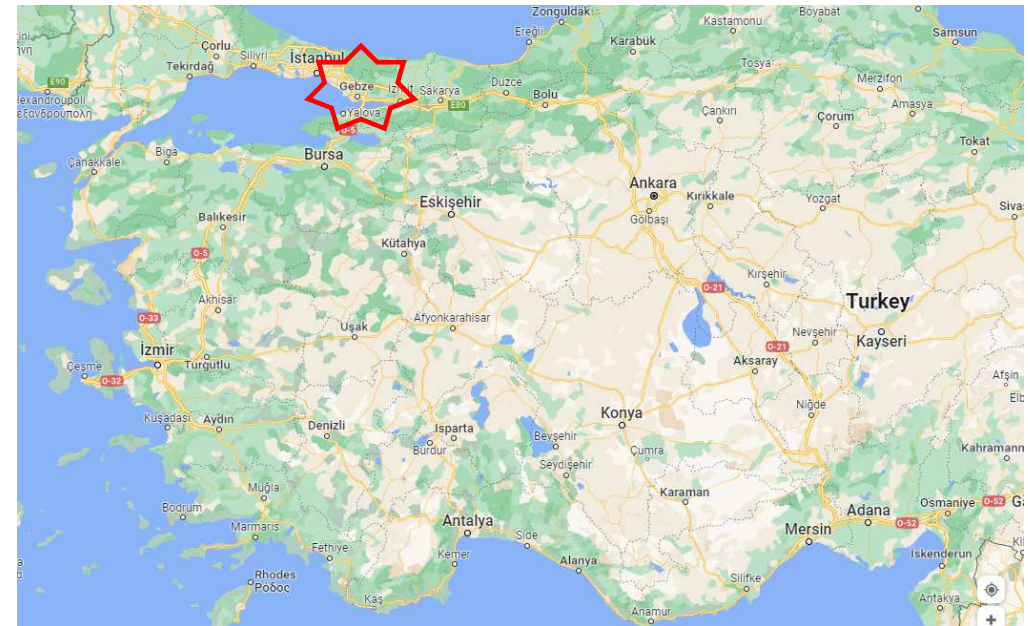 Zonguldak
Boyabat
Kastamonu
Ereğli
Samsun
Karabük
Çorlu
Silivri
İstanbul
Tekirdağ
Tosya
Merzifon
E90
Gebze
İzmit
Sakarya
Düzce
Bolu
E80
Amasya
Çankırı
Çorum
Yalova
O-5
Tokat
Biga
Bursa
Çanakkale
Ankara
Kırıkkale
Yozgat
Eskişehir
Gölbaşı
Balıkesir
Kütahya
O-5
Kırşehir
O-21
Akhisar
Turkey
Afyonkarahisar
O-33
Uşak
Nevşehir
Kayseri
O-21
İzmir
Turgutlu
Aksaray
Çeşme
O-32
Afşin
Niğde
Konya
Kuşadası
Aydın
Denizli
Isparta
Beyşehir
Burdur
Çumra
Seydişehir
Muğla
Karaman
Bodrum
Osmaniye
O-52
Adana
O-52
Marmaris
Antalya
Mersin
Side
Fethiye
Kemer
Alanya
İskenderun
Rhodes
Ρόδος
Silifke
Kaş
Antakya
Anamur
+